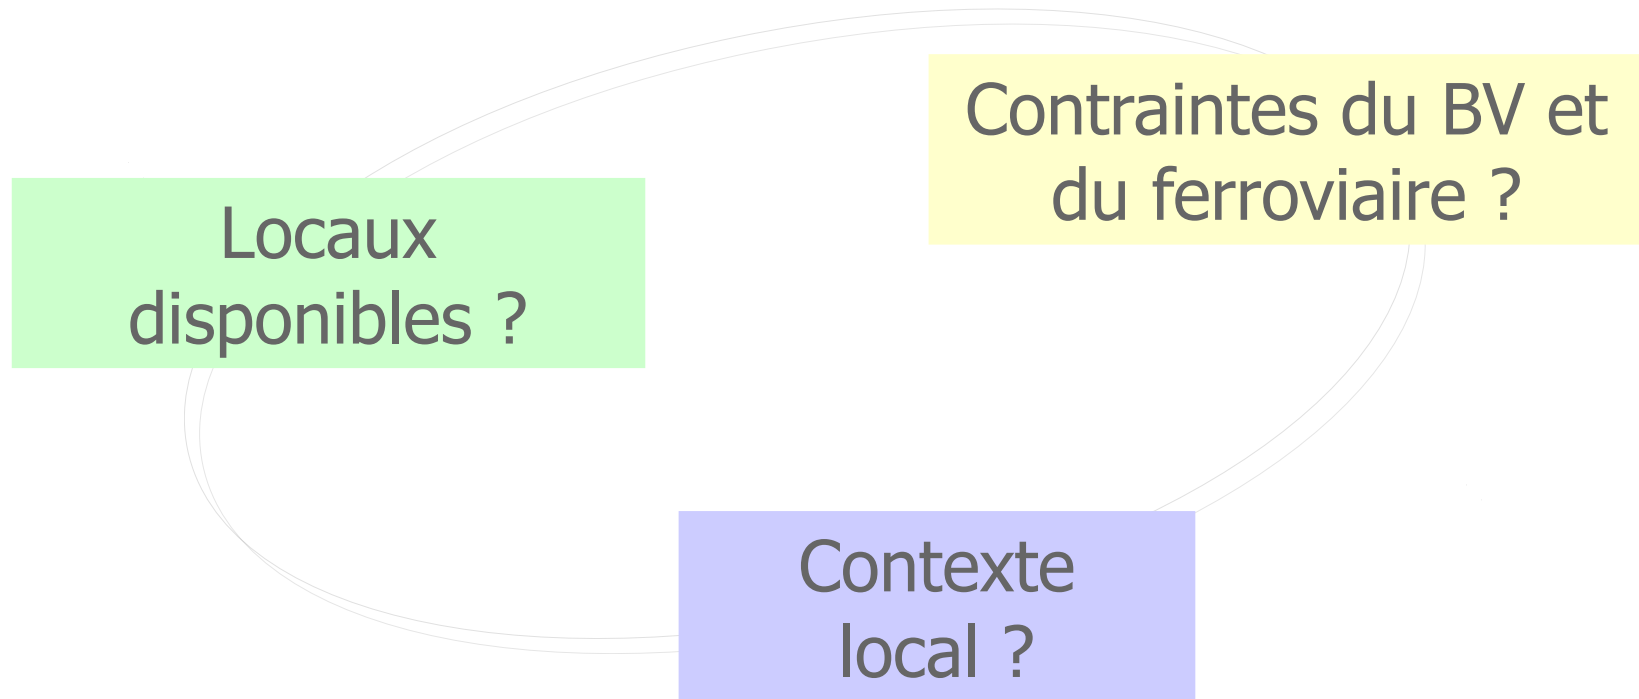 Contraintes du BV et
du ferroviaire ?
Locaux
disponibles ?
Contexte
local ?